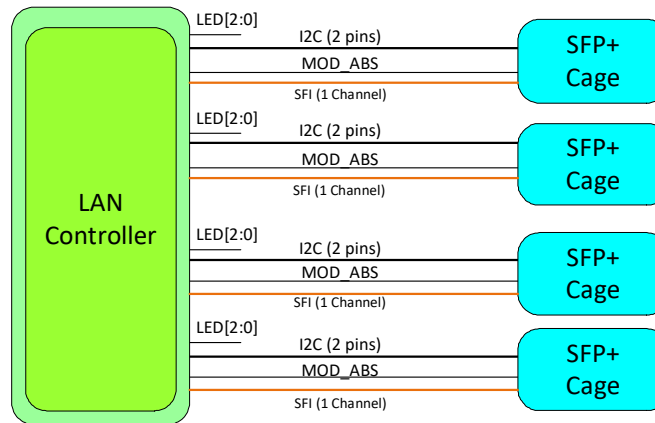 LED[2:0]
I2C (2 pins)
MOD_ABS
SFI (1 Channel)
SFP+
Cage
LED[2:0]
I2C (2 pins)
MOD_ABS
SFI (1 Channel)
SFP+
Cage
LAN
Controller
LED[2:0]
I2C (2 pins)
MOD_ABS
SFI (1 Channel)
SFP+
Cage
LED[2:0]
I2C (2 pins)
MOD_ABS
SFI (1 Channel)
SFP+
Cage